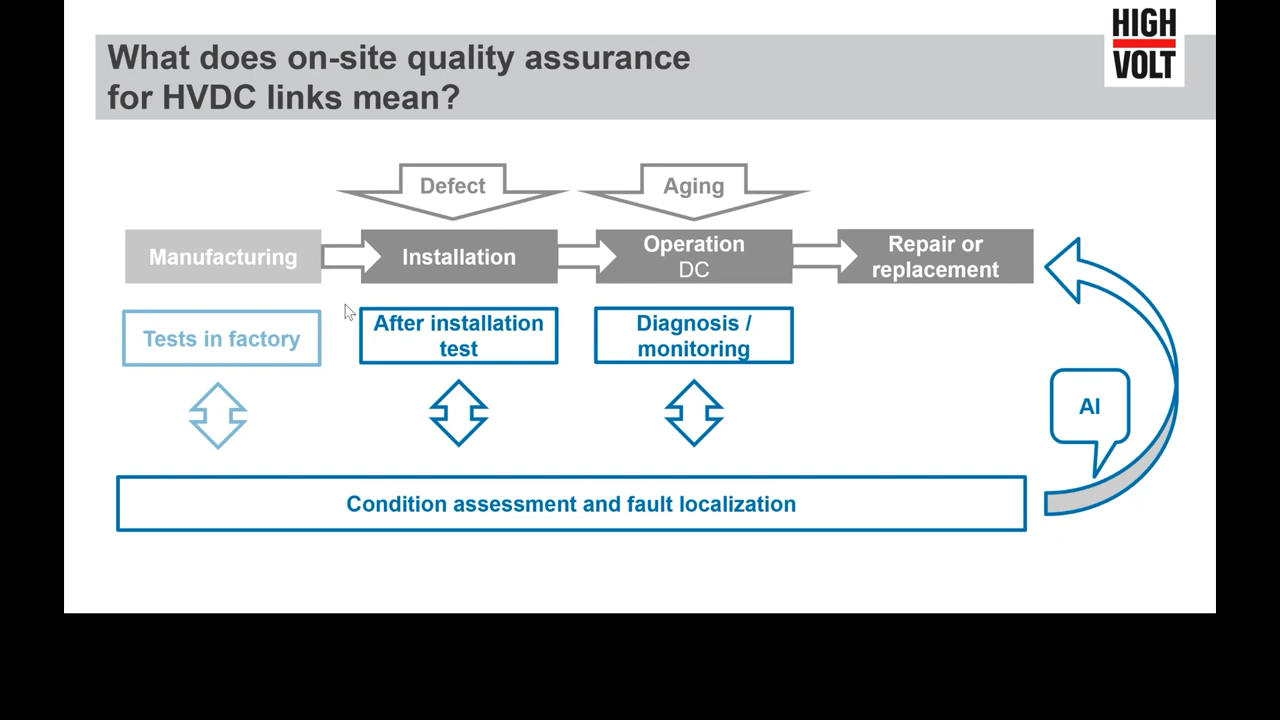 What does on-site quality assurance
for HVDC links mean?
HIGH
VOLT
Defect
Aging
Manufacturing
Installation
Operation
DC
Repair or
replacement
Tests in factory
After installation
test
Diagnosis /
monitoring
AI
Condition assessment and fault localization